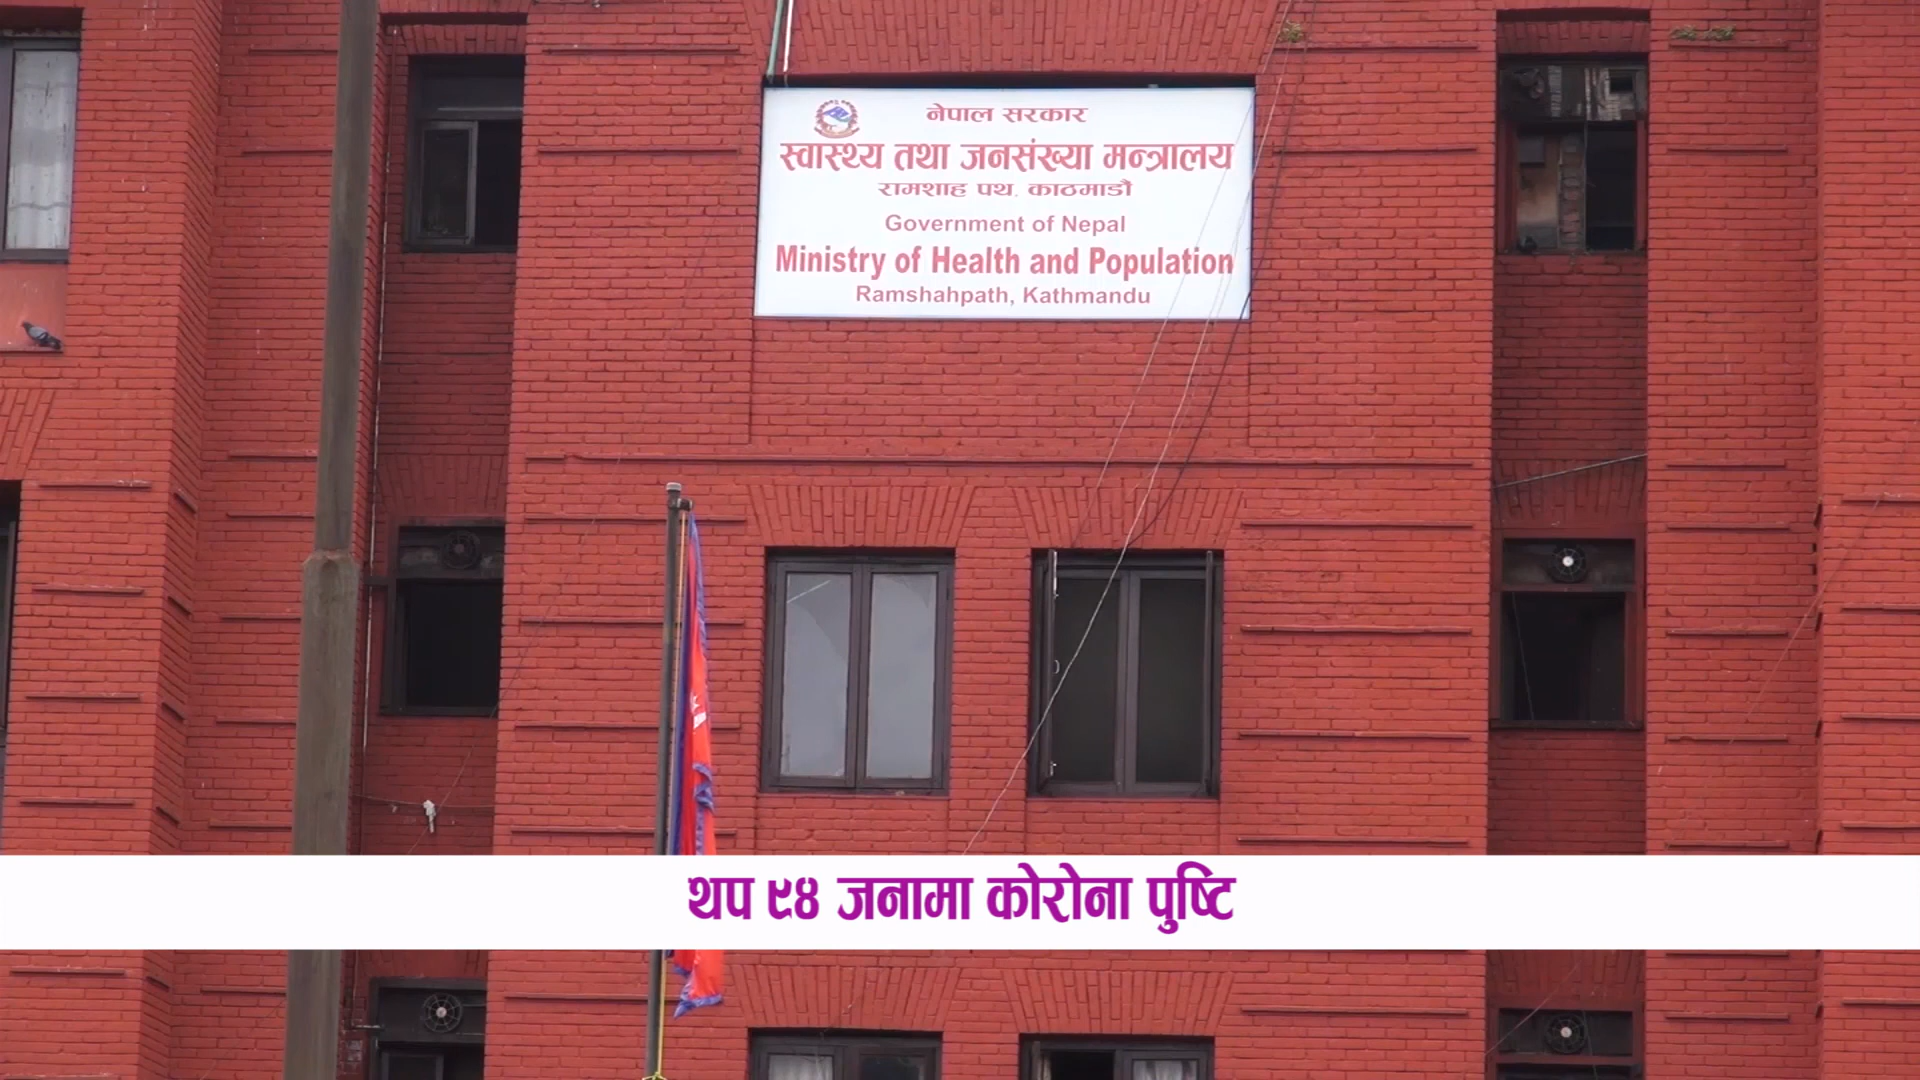 नेपाल सरकार
स्वास्थ्य तथा जनसंख्या मन्त्रालय
रामशाह पथ, काठमाडौं
Government of Nepal
Ministry of Health and Population
Ramshahpath, Kathmandu
थप ९४ जनामा कोरोना पुष्टि